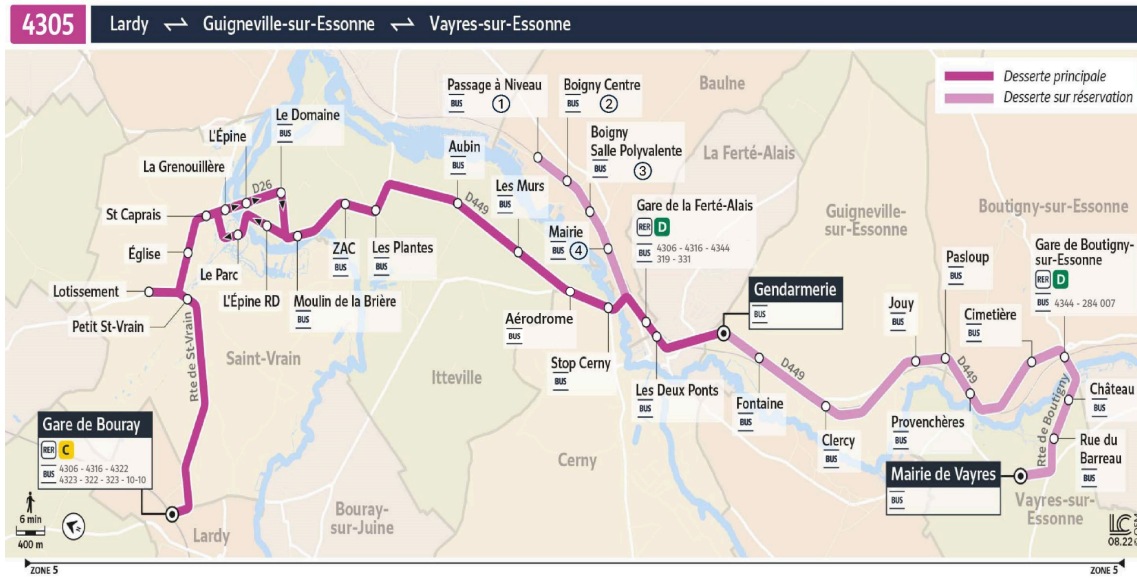 4305 Lardy ⇌ Guigneville-sur-Essonne ⇌ Vayres-sur-Essonne
Desserte principale
Desserte sur réservation
Passage à Niveau
BUS 1
Boigny Centre
BUS 2
Baulne
Boigny
Salle Polyvalente
BUS 3
La Ferté-Alais
Mairie
BUS 4
Gare de la Ferté-Alais
RER D
BUS 4306 - 4316 - 4344
319 - 331
Le Domaine
BUS
L'Épine
La Grenouillère
D26
St Caprais
Église
Lotissement
Petit St-Vrain
Le Parc
L'Épine RD
Moulin de la Brière
BUS
ZAC
BUS
Les Plantes
BUS
Aubin
BUS
D449
Les Murs
BUS
Aérodrome
BUS
Stop Cerny
BUS
Les Deux Ponts
BUS
Gendarmerie
BUS
Guigneville-
sur-Essonne
Boutigny-sur-Essonne
Gare de Boutigny-
sur-Essonne
RER D
BUS 4344 - 284 007
Pasloup
BUS
Jouy
BUS
Cimetière
BUS
D449
D449
Fontaine
BUS
Clercy
BUS
Provenchères
BUS
Château
BUS
Rte de Boutigny
Rue du
Barreau
BUS
Mairie de Vayres
BUS
Vayres-sur-
Essonne
Saint-Vrain
Rte de St-Vrain
Itteville
Cerny
Gare de Bouray
RER C
BUS 4306 - 4316 - 4322
4323 - 322 - 323 - 10-10
Bouray-
sur-Juine
Lardy
6 min
400 m
LC
08.22
ZONE 5
ZONE 5